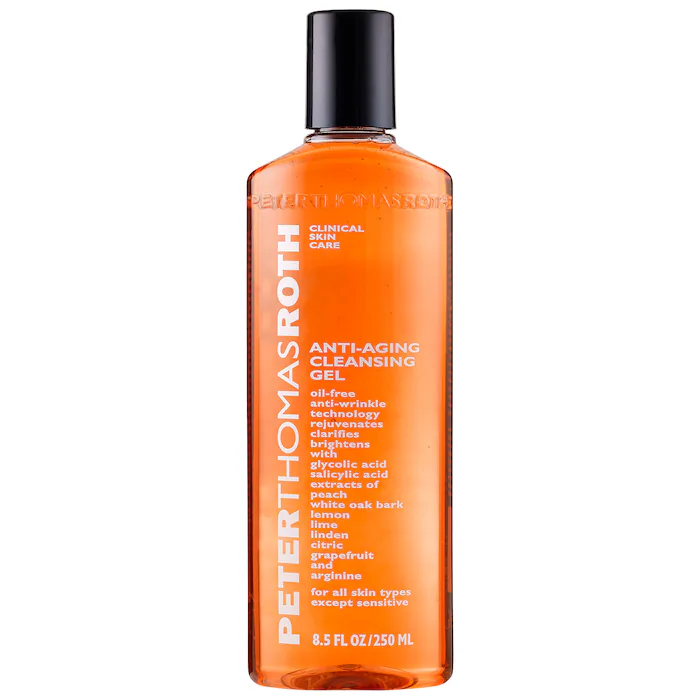 PETERTHOMASROTH
PETERTHOMASROTH
CLINICAL
SKIN
CARE
ANTI-AGING
CLEANSING
GEL
oil-free
anti-wrinkle
technology
rejuvenates
clarifies
brightens
with
glycolic acid
salicylic acid
extracts of
peach
white oak bark
lemon
lime
linden
citric
grapefruit
and
arginine
for all skin types
except sensitive
8.5 FL OZ/250 ML